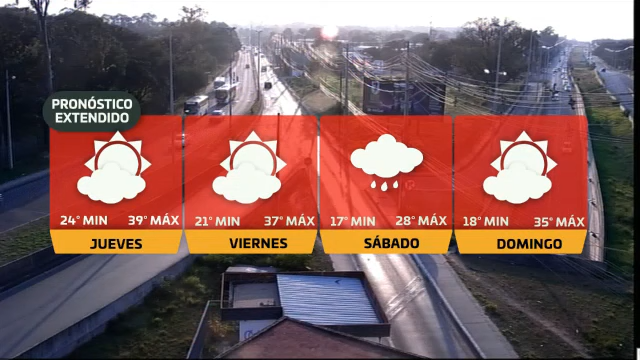 PRONÓSTICO
EXTENDIDO
24° MIN 39° MÁX
JUEVES
21° MIN 37° MÁX
VIERNES
17° MIN 28° MÁX
SÁBADO
18° MIN 35° MÁX
DOMINGO